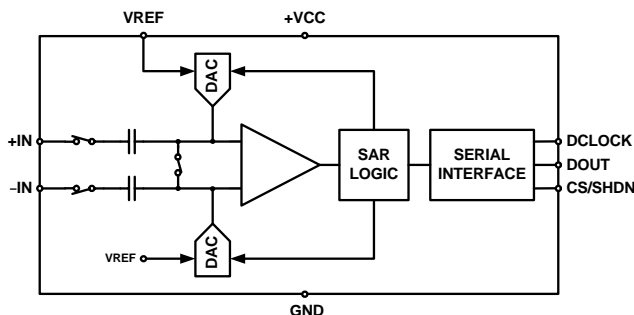 VREF
+VCC
DAC
+IN
–IN
SAR
LOGIC
SERIAL
INTERFACE
DCLOCK
DOUT
CS/SHDN
VREF
DAC
GND